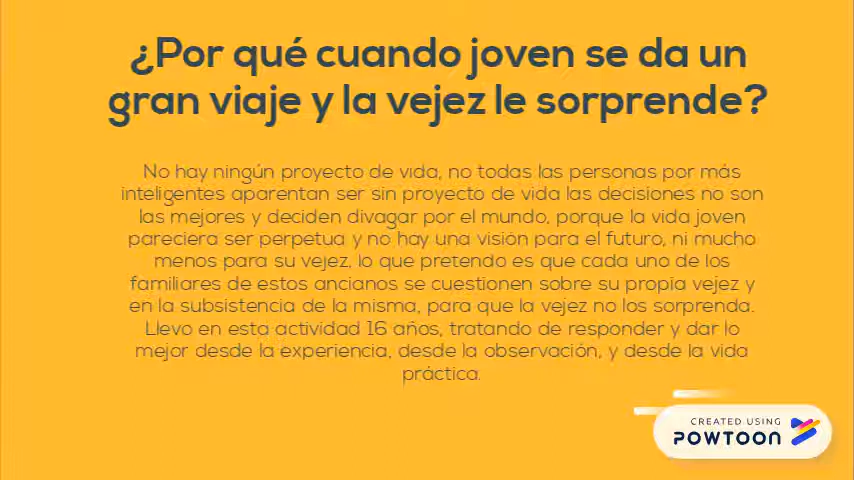 ¿Por qué cuando joven se da un
gran viaje y la vejez le sorprende?
No hay ningún proyecto de vida, no todas las personas por más
inteligentes aparentan ser sin proyecto de vida las decisiones no son
las mejores y deciden divagar por el mundo, porque la vida joven
pareciera ser perpetua y no hay una visión para el futuro, ni mucho
menos para su vejez, lo que pretendo es que cada uno de los
familiares de estos ancianos se cuestionen sobre su propia vejez y
en la subsistencia de la misma, para que la vejez no los sorprenda.
Llevo en esta actividad 16 años, tratando de responder y dar lo
mejor desde la experiencia, desde la observación, y desde la vida
práctica.
CREATED USING
POWTOON